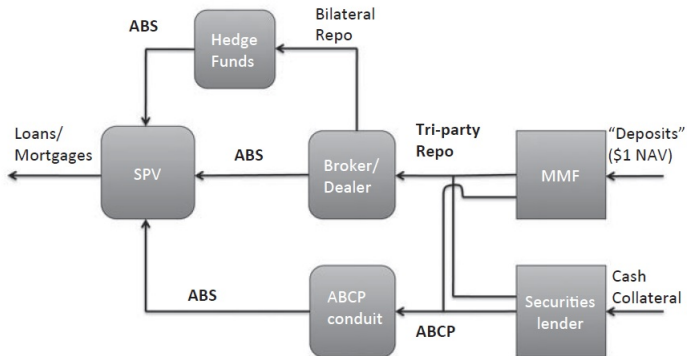 ABS
Hedge
Funds
Bilateral
Repo
Loans/
Mortgages
SPV
ABS
Broker/
Dealer
Tri-party
Repo
MMF
“Deposits”
($1 NAV)
ABS
ABCP
conduit
ABCP
Securities
lender
Cash
Collateral